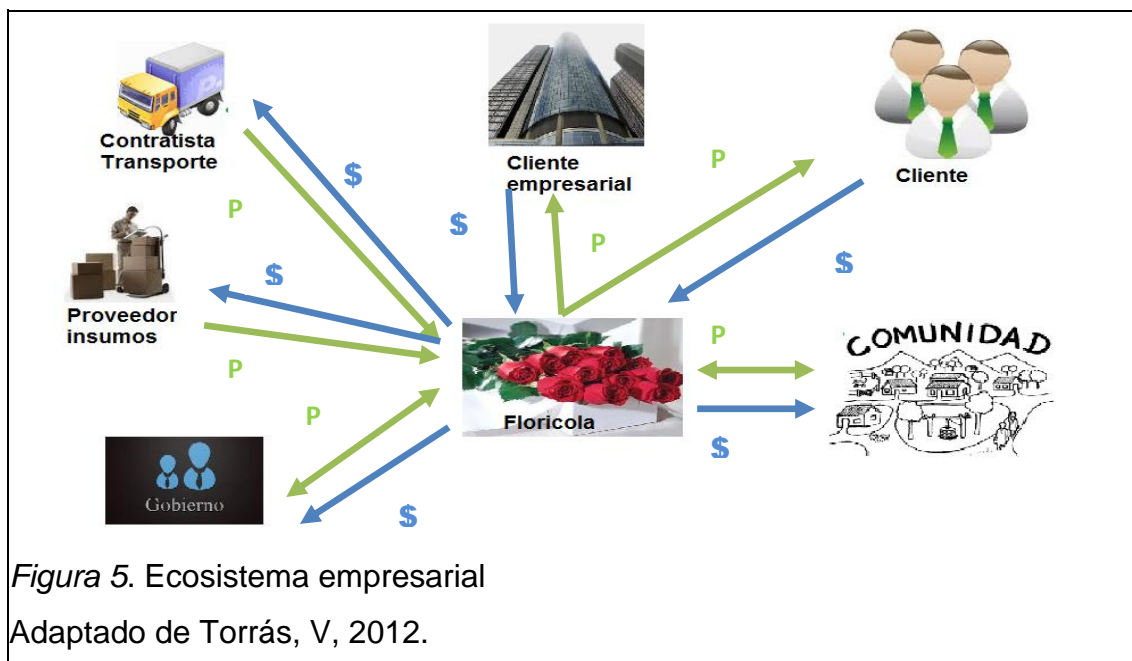 Contratista
Transporte
$
P
Proveedor
insumos
$
P
Gobierno
P
$
Cliente
empresarial
$
P
P
Cliente
$
Floricola
COMUNIDAD
P
$
Figura 5. Ecosistema empresarial
Adaptado de Torrás, V, 2012.